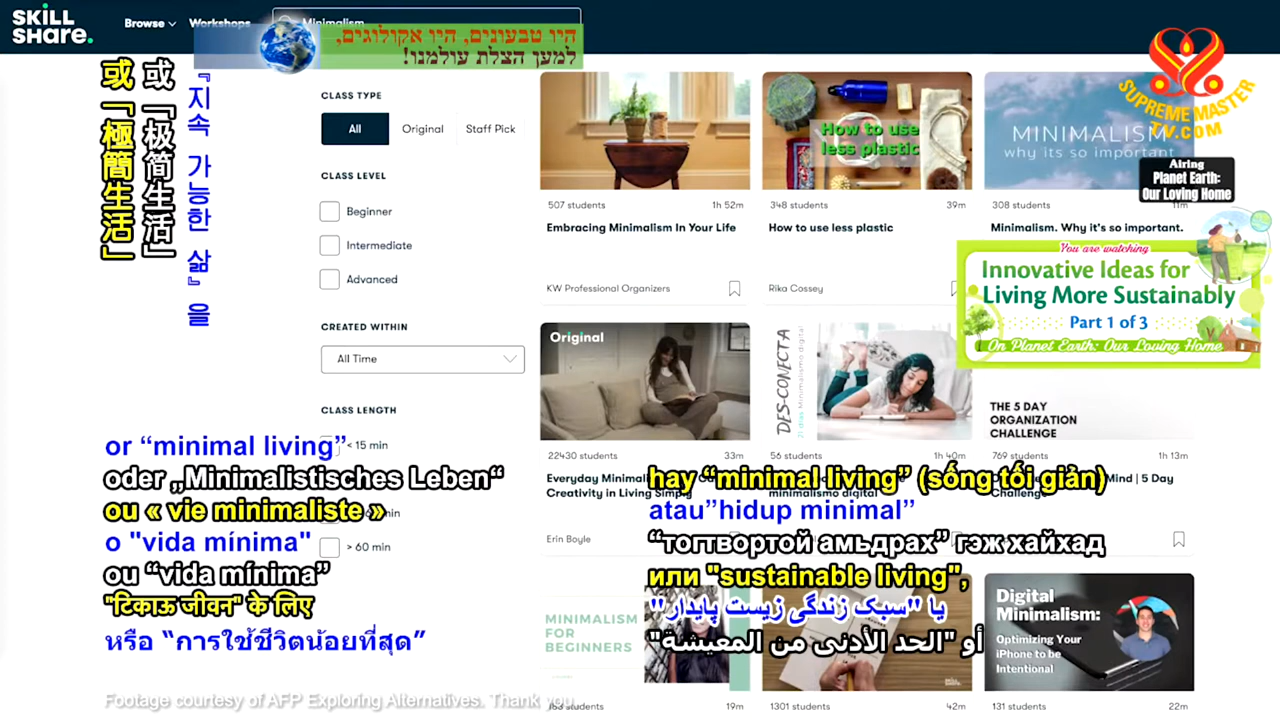 SKILL
SHare.
Browse
Workshops
Minimalism
היו טבעונים, היו אקולוגים,
למען הצלת עולמנו!
SUPREME MASTER
TV.COM
Airing
Planet Earth:
Our Loving Home
或「極簡生活」
或「极简生活」
『지속 가능한 삶』을
CLASS TYPE
All
Original
Staff Pick
CLASS LEVEL
Beginner
Intermediate
Advanced
CREATED WITHIN
All Time
CLASS LENGTH
< 15 min
> 60 min
How to use
less plastic
MINIMALISM
why its so important
507 students
1h 52m
Embracing Minimalism In Your Life
KW Professional Organizers
348 students
39m
How to use less plastic
Rika Cossey
308 students
11m
Minimalism. Why it's so important.
You are watching
Innovative Ideas for
Living More Sustainably
Part 1 of 3
On Planet Earth: Our Loving Home
Original
DES-CONECTA
21 días Minimalismo digital
THE 5 DAY
ORGANIZATION
CHALLENGE
22430 students
33m
Everyday Minimalism
Creativity in Living Simply
Erin Boyle
56 students
1h 40m
minimalismo digital
769 students
1h 13m
Mind | 5 Day
Challenge
or “minimal living”
oder „Minimalistisches Leben“
ou « vie minimaliste »
o "vida mínima"
ou “vida mínima”
"टिकाऊ जीवन" के लिए
หรือ “การใช้ชีวิตน้อยที่สุด”
hay “minimal living” (sống tối giản)
atau”hidup minimal”
“тогтвортой амьдрах” гэж хайхад
или "sustainable living",
یا "سبک زندگی زیست پایدار"
أو "الحد الأدنى من المعيشة"
MINIMALISM
FOR
BEGINNERS
Digital
Minimalism:
Optimizing Your
iPhone to be
Intentional
students
19m
1301 students
42m
131 students
22m
Footage courtesy of AFP Exploring Alternatives. Thank you.